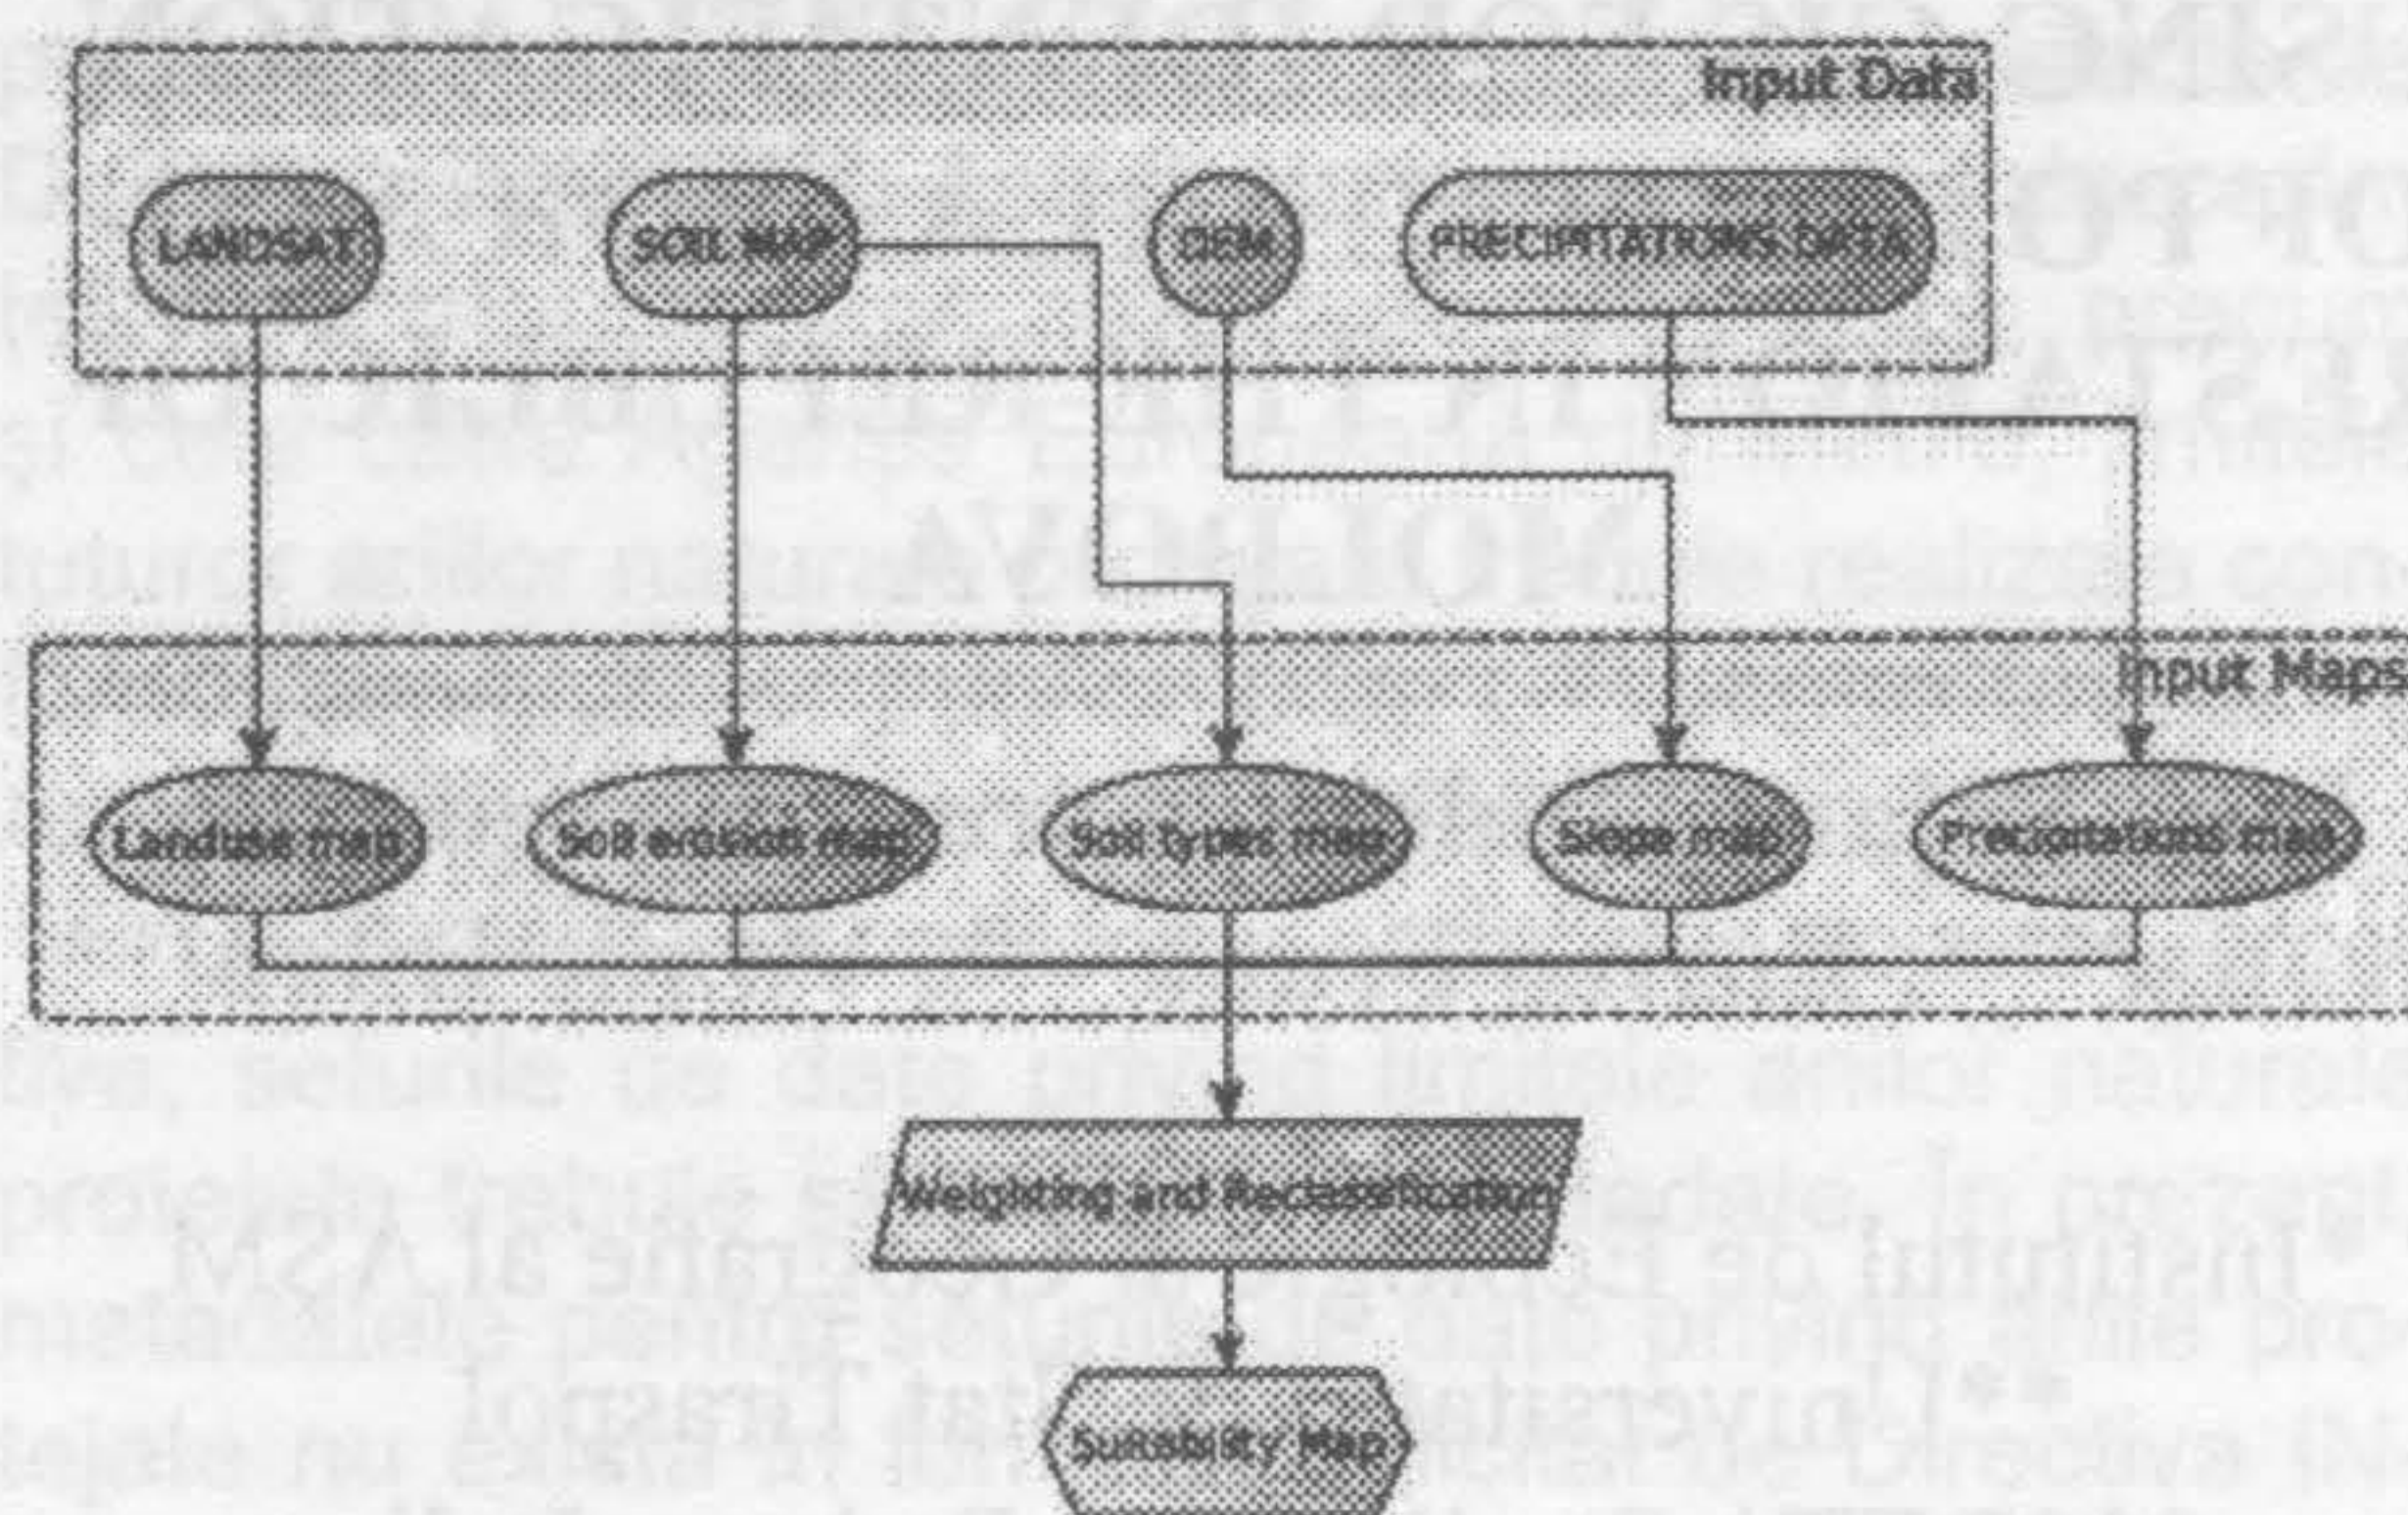 Input Data
LANDSAT
SOIL MAP
DEM
PRECIPITATIONS DATA
Input Maps
Landuse map
Soil erosion map
Soil types map
Slope map
Precipitations map
Weighting and Reclassification
Suitability Map